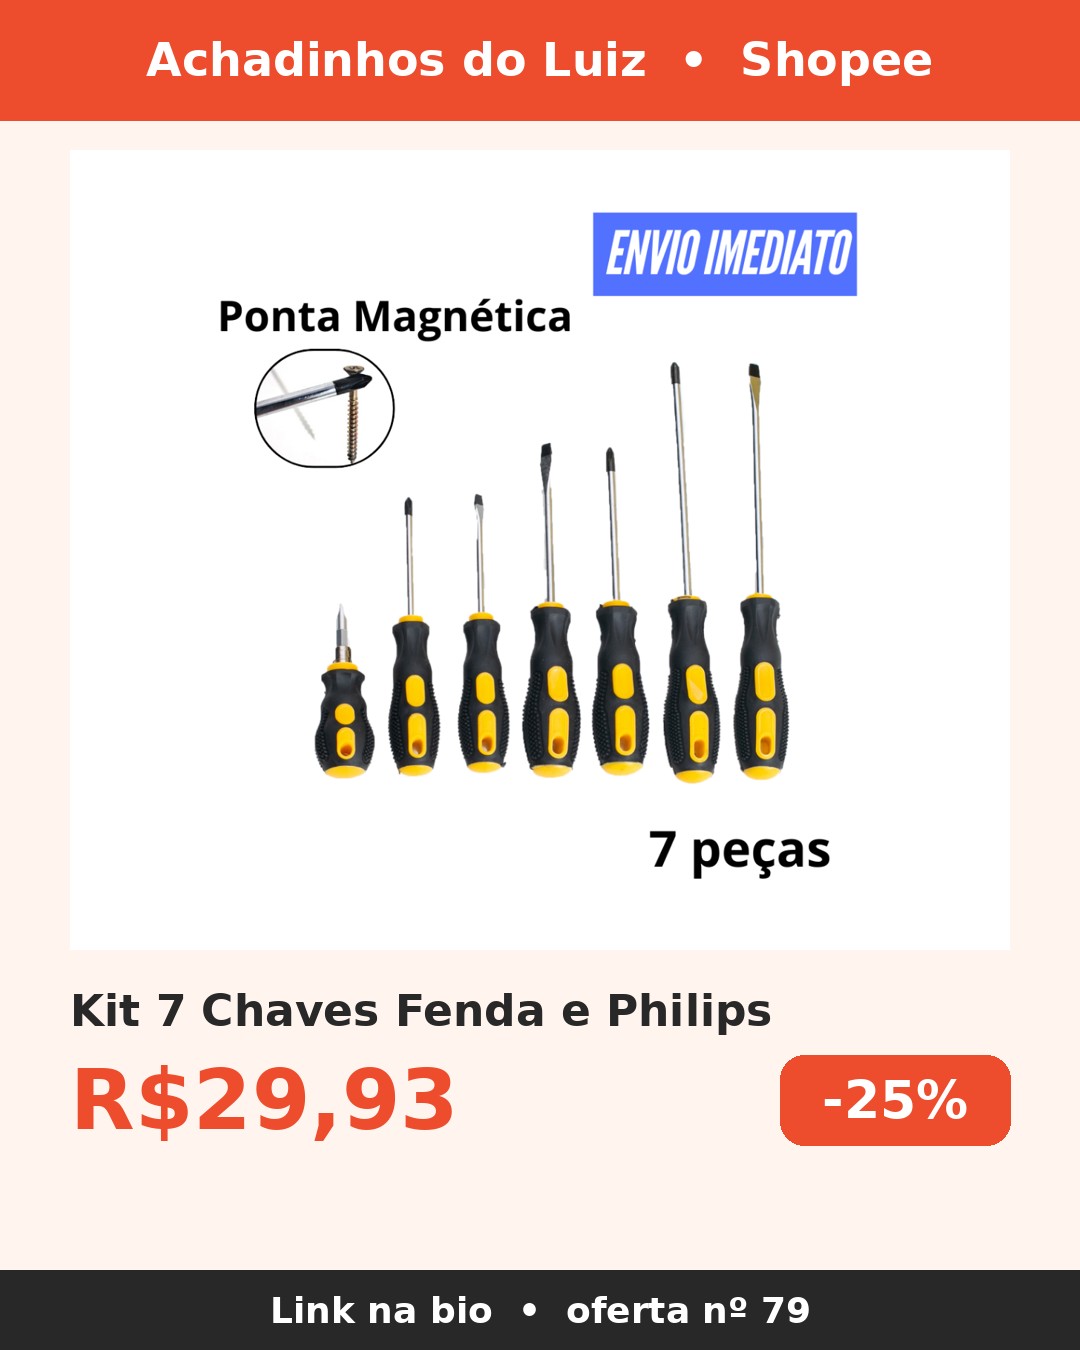 Achadinhos do Luiz • Shopee
ENVIO IMEDIATO
Ponta Magnética
7 peças
Kit 7 Chaves Fenda e Philips
R$29,93
-25%
Link na bio • oferta nº 79